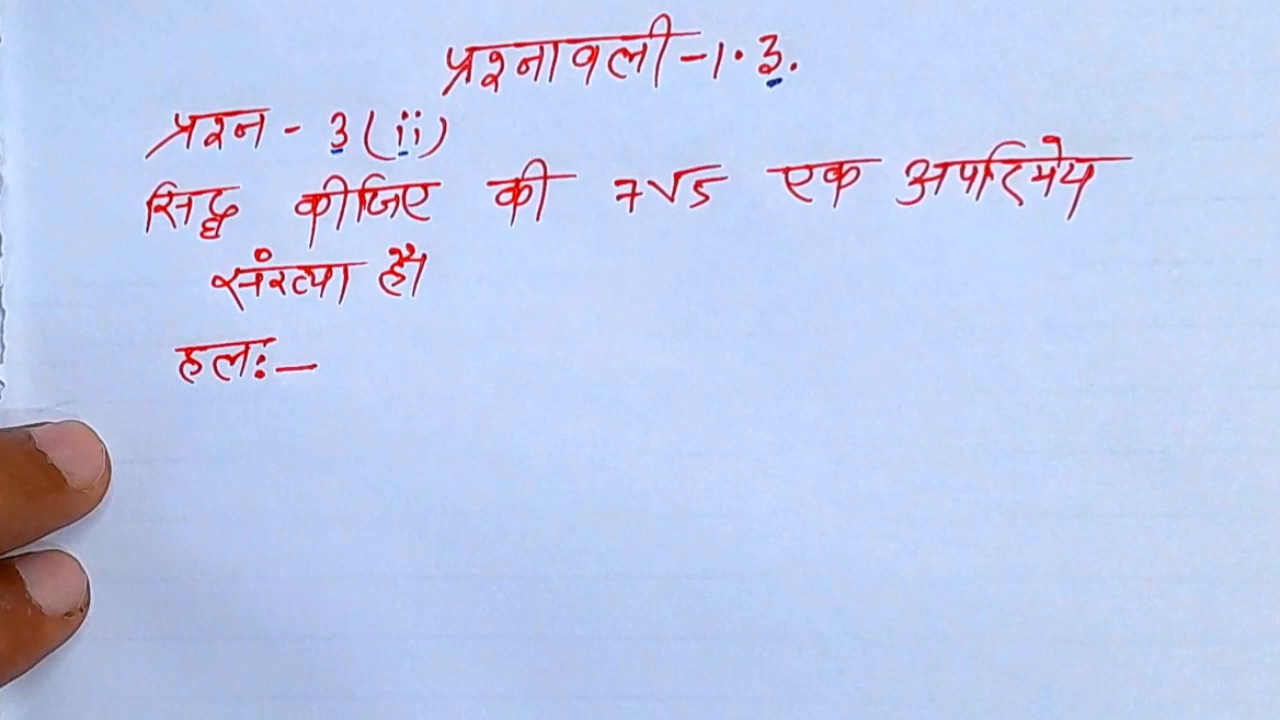 प्रश्नावली-1.3.
प्रश्न - 3(ii)
सिद्ध कीजिए की 7√5 एक अपरिमेय
संख्या है।
हल:-